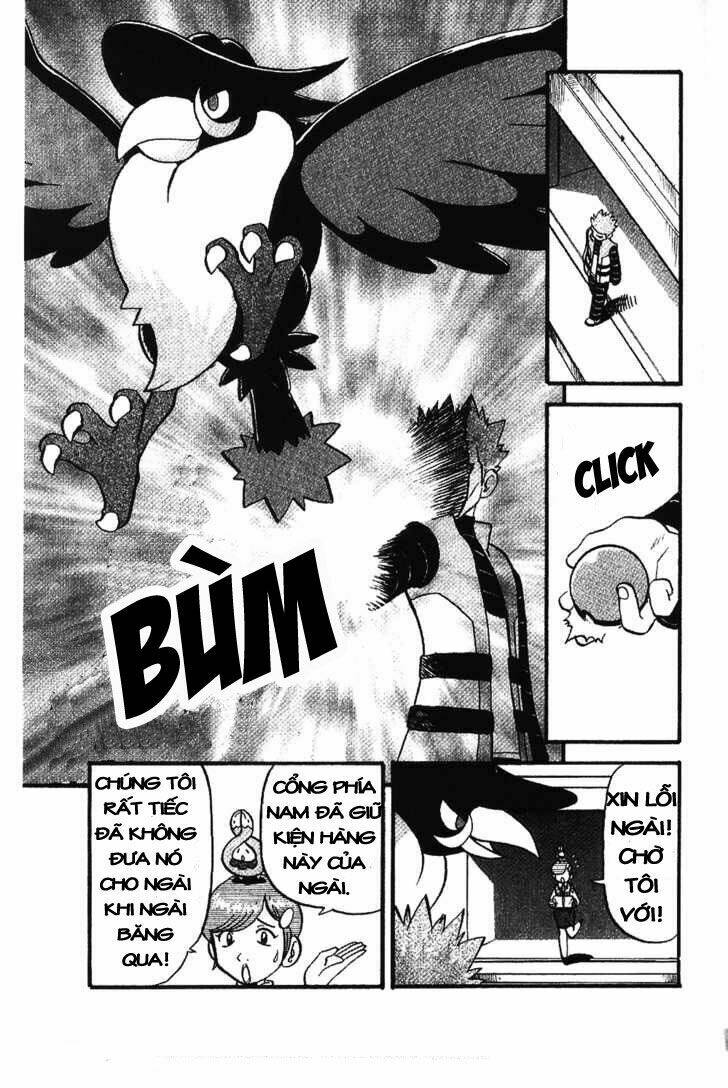 CLICK
BÙM
XIN LỖI
NGÀI!
CHỜ
TÔI
VỚI!
CỔNG PHÍA
NAM ĐÃ GIỮ
KIỆN HÀNG
NÀY CỦA
NGÀI.
CHÚNG TÔI
RẤT TIẾC
ĐÃ KHÔNG
ĐƯA NÓ
CHO NGÀI
KHI NGÀI
BĂNG
QUA!